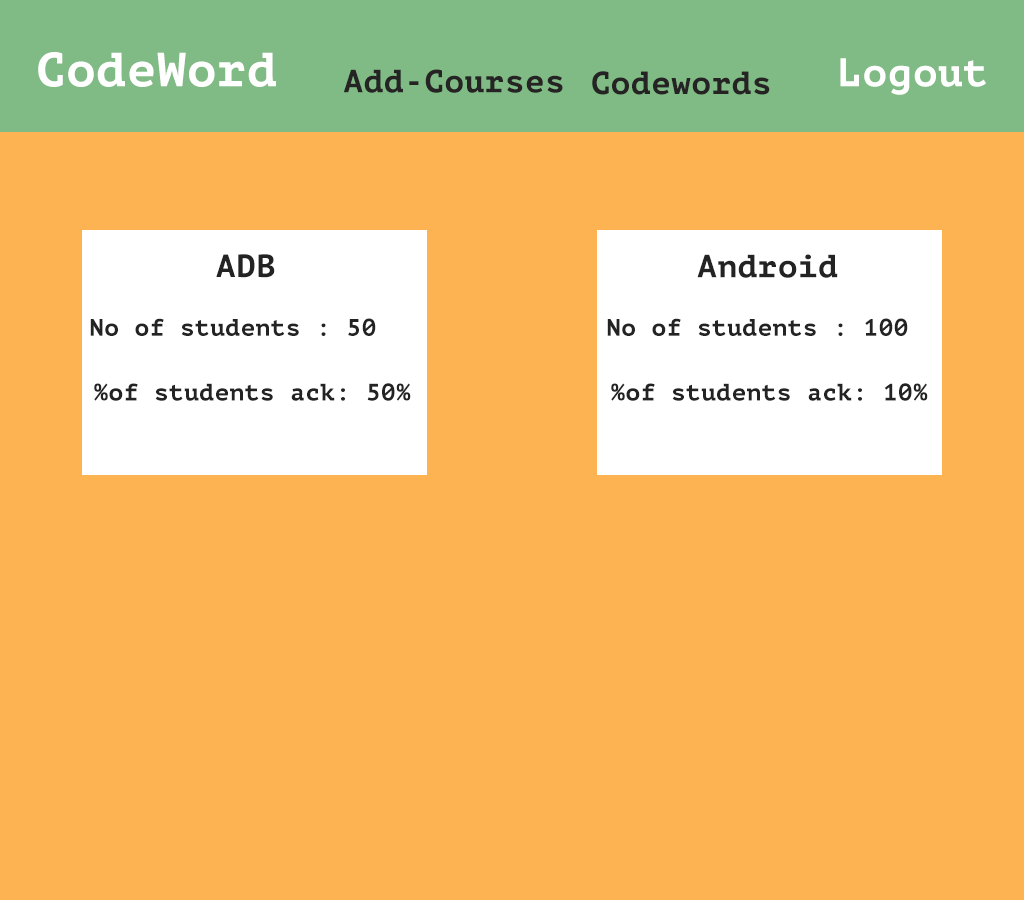 CodeWord Add-Courses Codewords Logout
ADB
No of students : 50
%of students ack: 50%
Android
No of students : 100
%of students ack: 10%